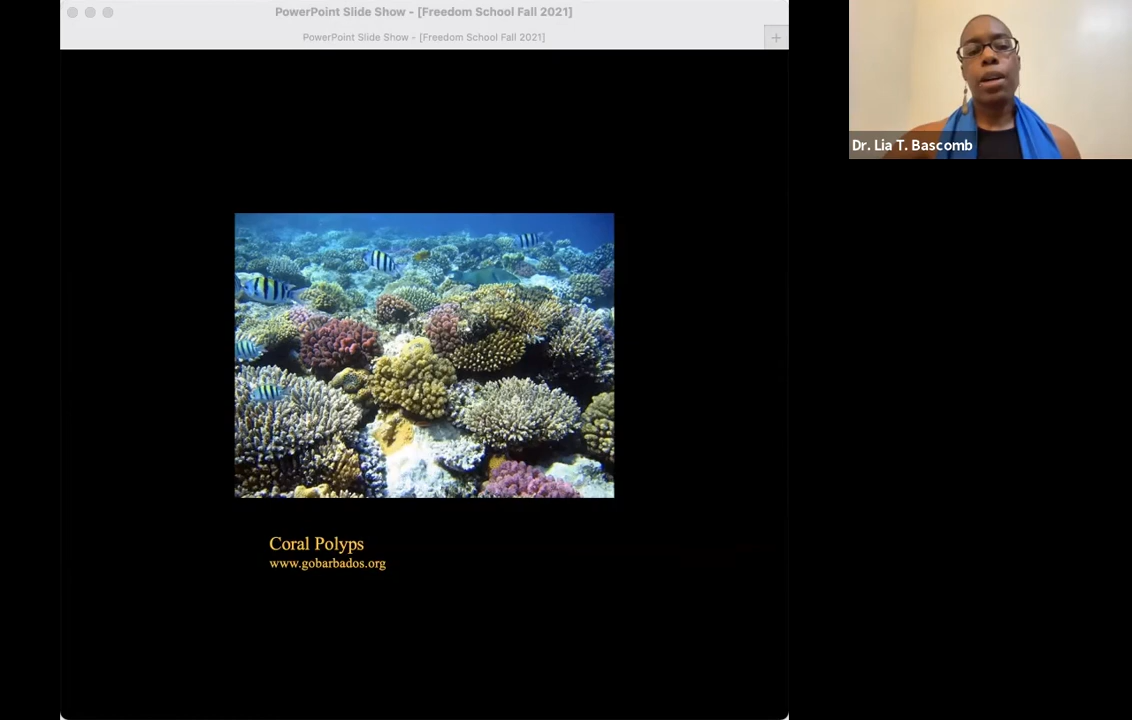 PowerPoint Slide Show - [Freedom School Fall 2021]
PowerPoint Slide Show - [Freedom School Fall 2021]
Dr. Lia T. Bascomb
Coral Polyps
www.gobarbados.org